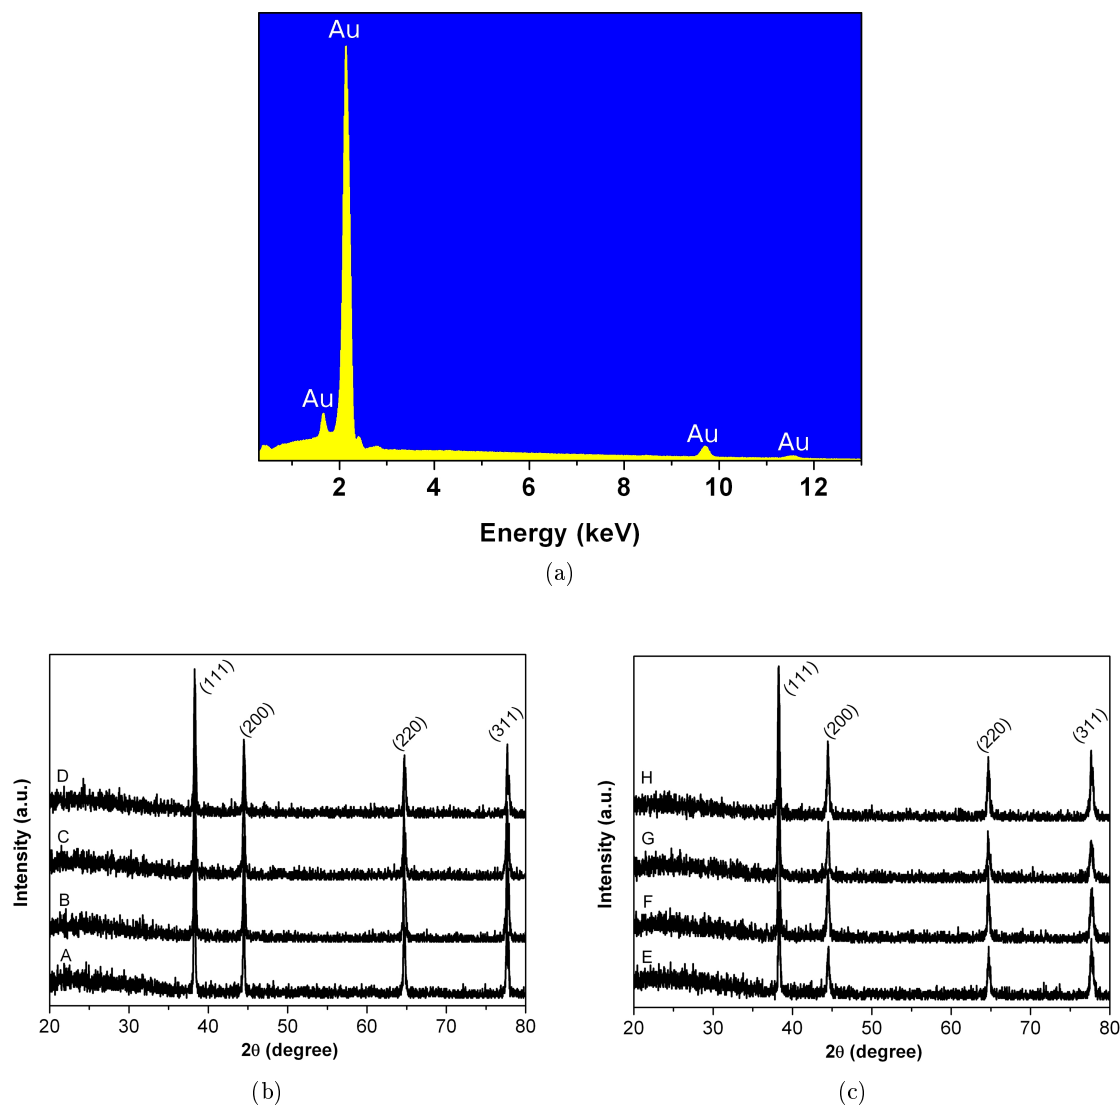 Au
Au
Au
Au
2 4 6 8 10 12
Energy (keV)
(a)
(111)
(200)
(220)
(311)
D
C
B
A
Intensity (a.u.)
20 30 40 50 60 70 80
2θ (degree)
(b)
(111)
(200)
(220)
(311)
H
G
F
E
Intensity (a.u.)
20 30 40 50 60 70 80
2θ (degree)
(c)